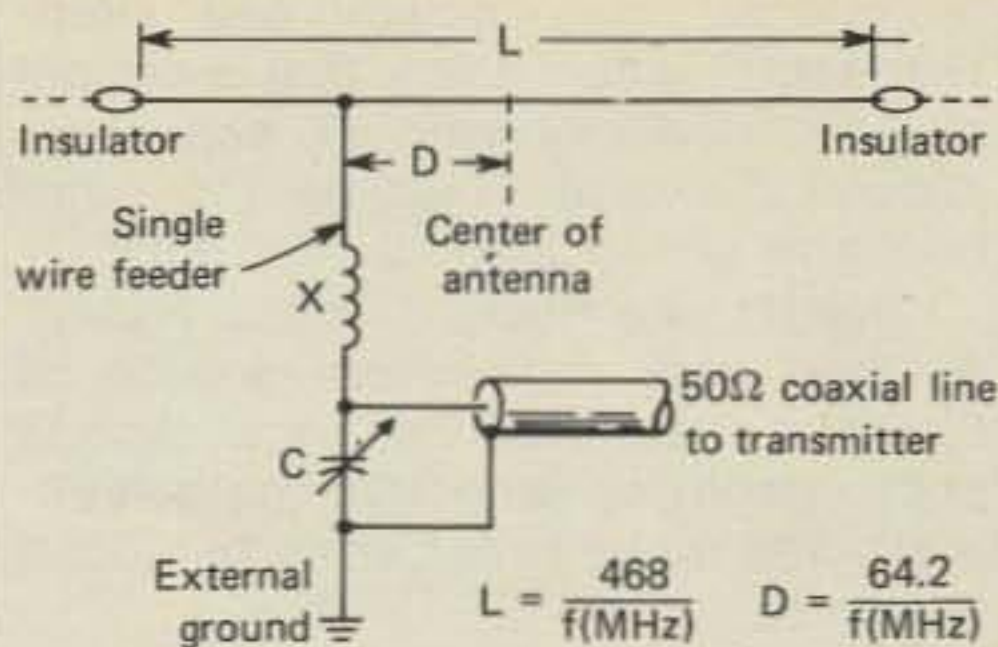 L
Insulator
Insulator
D
Single
wire feeder
Center of
antenna
X
50Ω coaxial line
to transmitter
C
External
ground
L = 468/f(MHz)
D = 64.2/f(MHz)